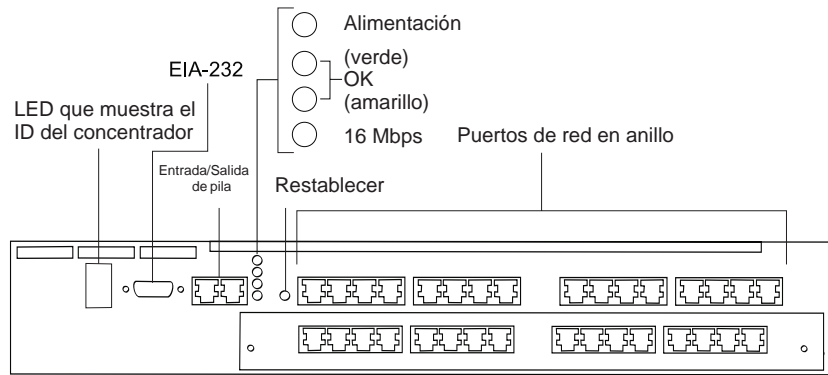 Alimentación
(verde)
EIA-232
OK
(amarillo)
LED que muestra el
ID del concentrador
16 Mbps
Puertos de red en anillo
Entrada/Salida
de pila
Restablecer